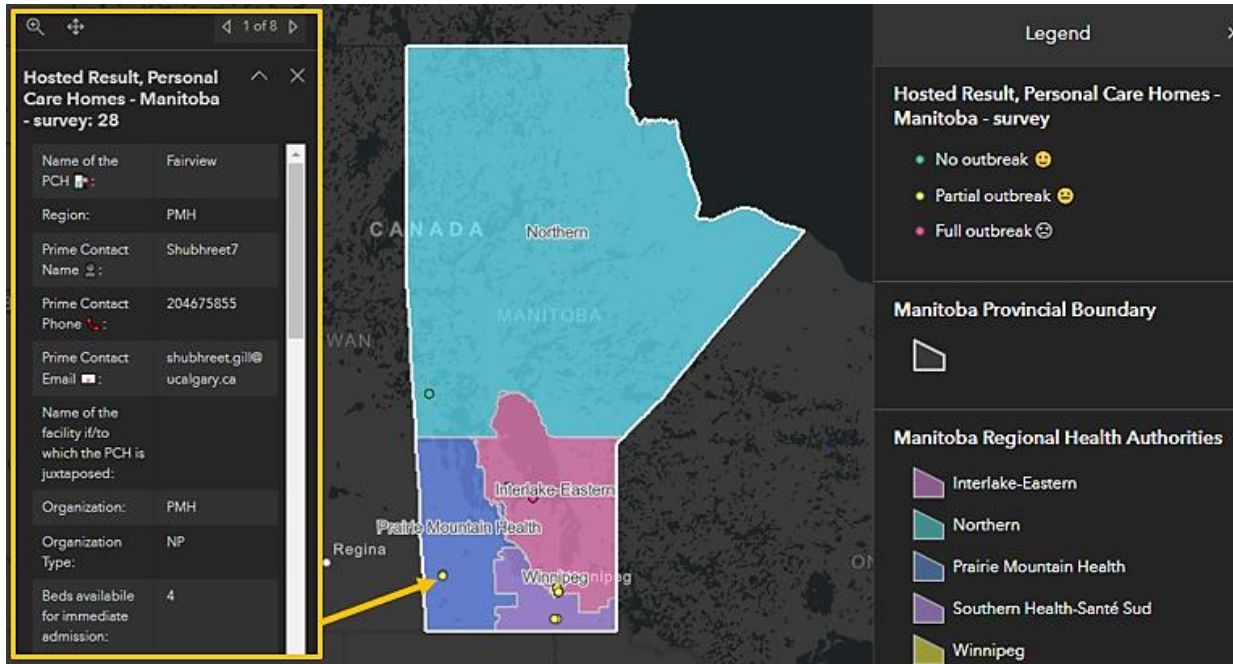 1 of 8
Hosted Result, Personal
Care Homes - Manitoba
- survey: 28
Name of the
PCH :
Fairview
Region:
PMH
Prime Contact
Name :
Shubhreet7
Prime Contact
Phone :
204675855
Prime Contact
Email :
shubhreet.gill@
ucalgary.ca
Name of the
facility if/to
which the PCH is
juxtaposed:
Organization:
PMH
Organization
Type:
NP
Beds availabile
for immediate
admission:
4
CANADA
Northern
MANITOBA
WAN
Interlake-Eastern
Prairie Mountain Health
Regina
Winnipeg
ON
Legend
Hosted Result, Personal Care Homes -
Manitoba - survey
No outbreak 🙂
Partial outbreak 😐
Full outbreak ☹
Manitoba Provincial Boundary
Manitoba Regional Health Authorities
Interlake-Eastern
Northern
Prairie Mountain Health
Southern Health-Santé Sud
Winnipeg